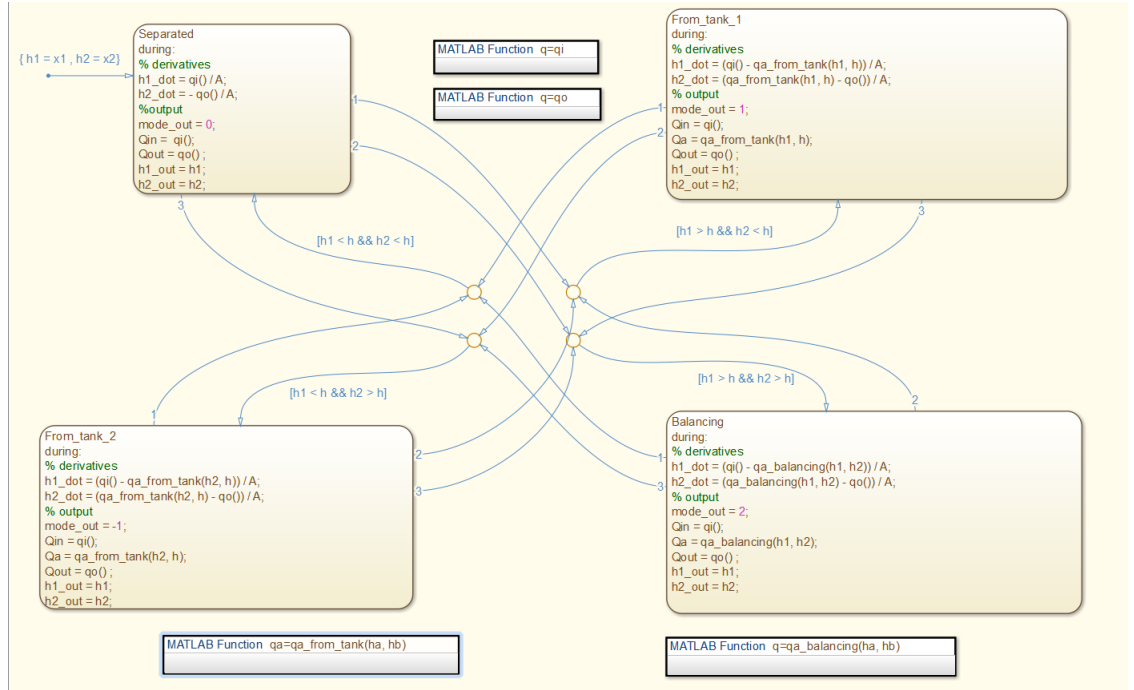 { h1 = x1 , h2 = x2}
Separated
during:
% derivatives
h1_dot = qi() / A;
h2_dot = - qo() / A;
%output
mode_out = 0;
Qin =  qi();
Qout = qo() ;
h1_out = h1;
h2_out = h2;
1
2
3
MATLAB Function  q=qi
MATLAB Function  q=qo
From_tank_1
during:
% derivatives
h1_dot = (qi() - qa_from_tank(h1, h)) / A;
h2_dot = (qa_from_tank(h1, h) - qo()) / A;
% output
mode_out = 1;
Qin = qi();
Qa = qa_from_tank(h1, h);
Qout = qo() ;
h1_out = h1;
h2_out = h2;
1
2
3
[h1 < h && h2 < h]
[h1 > h && h2 < h]
[h1 < h && h2 > h]
[h1 > h && h2 > h]
From_tank_2
during:
% derivatives
h1_dot = (qi() - qa_from_tank(h2, h)) / A;
h2_dot = (qa_from_tank(h2, h) - qo()) / A;
% output
mode_out = -1;
Qin = qi();
Qa = qa_from_tank(h2, h);
Qout = qo() ;
h1_out = h1;
h2_out = h2;
1
2
3
Balancing
during:
% derivatives
h1_dot = (qi() - qa_balancing(h1, h2)) / A;
h2_dot = (qa_balancing(h1, h2) - qo()) / A;
% output
mode_out = 2;
Qin = qi();
Qa = qa_balancing(h1, h2);
Qout = qo() ;
h1_out = h1;
h2_out = h2;
1
2
3
MATLAB Function  qa=qa_from_tank(ha, hb)
MATLAB Function  q=qa_balancing(ha, hb)